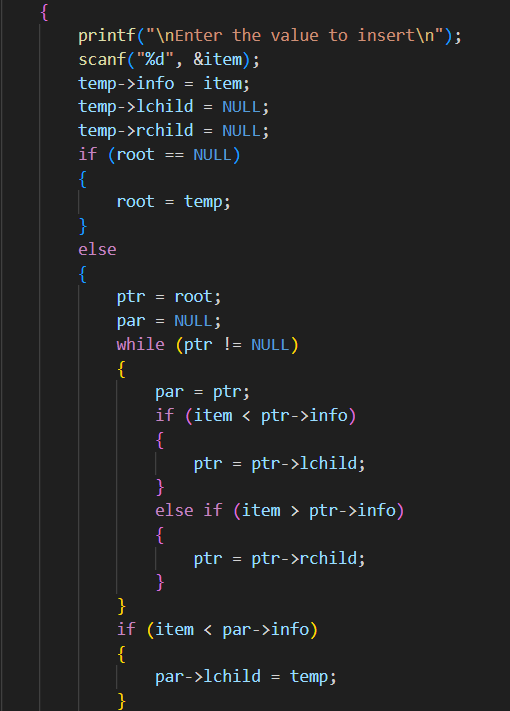 {
printf("\nEnter the value to insert\n");
scanf("%d", &item);
temp->info = item;
temp->lchild = NULL;
temp->rchild = NULL;
if (root == NULL)
{
root = temp;
}
else
{
ptr = root;
par = NULL;
while (ptr != NULL)
{
par = ptr;
if (item < ptr->info)
{
ptr = ptr->lchild;
}
else if (item > ptr->info)
{
ptr = ptr->rchild;
}
}
if (item < par->info)
{
par->lchild = temp;
}